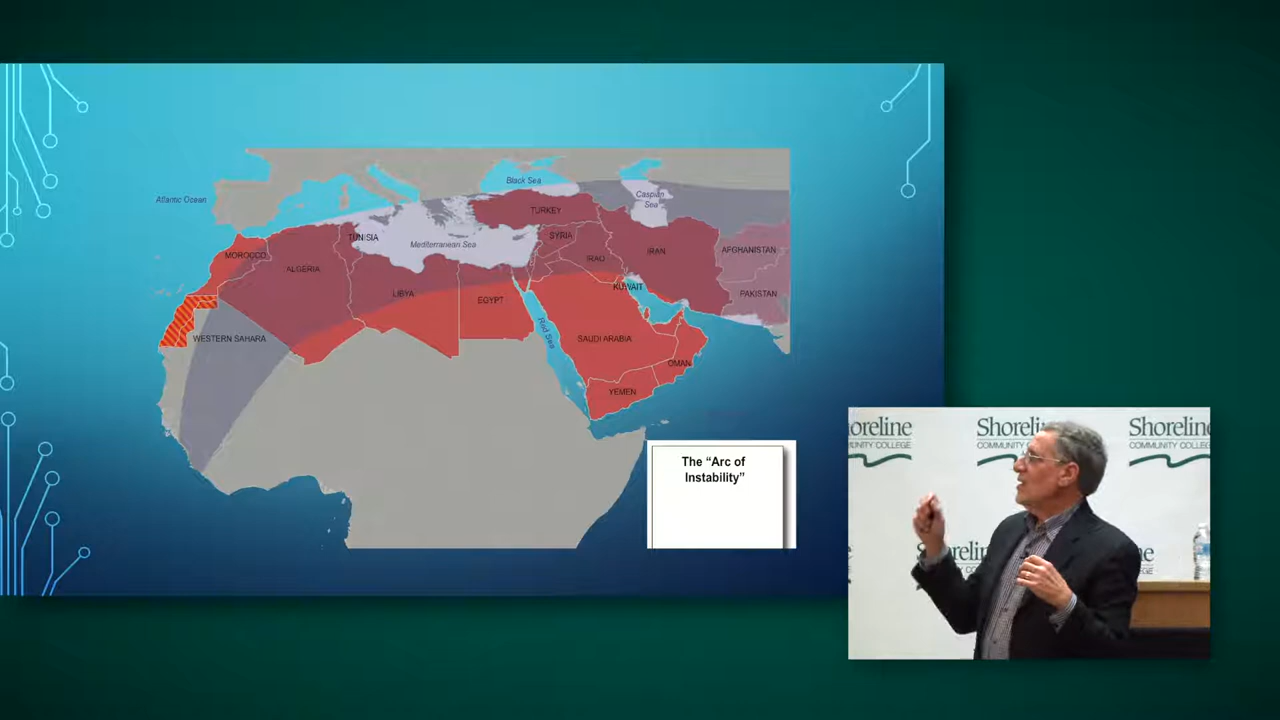 Black Sea
Caspian
Sea
Atlantic Ocean
TURKEY
TUNISIA
SYRIA
Mediterranean Sea
MOROCCO
IRAN
AFGHANISTAN
IRAQ
ALGERIA
KUWAIT
LIBYA
EGYPT
PAKISTAN
Red Sea
WESTERN SAHARA
SAUDI ARABIA
OMAN
YEMEN
The “Arc of
Instability”
Shoreline
COMMUNITY COLLEGE
Shoreline
COMMUNITY COLLEGE
Shoreline
COMMUNITY COLLEGE